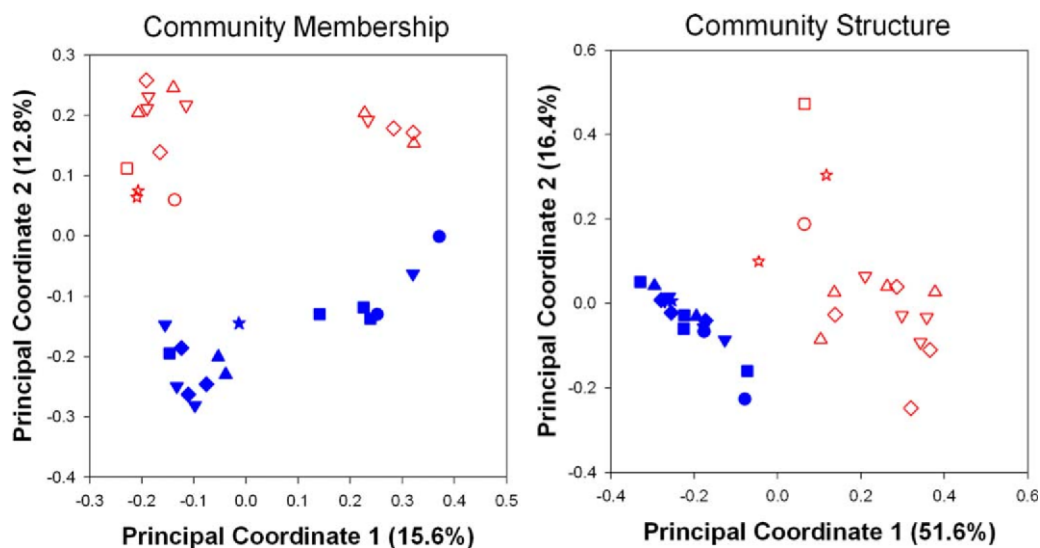 Community Membership
Principal Coordinate 2 (12.8%)
0.3
0.2
0.1
0.0
-0.1
-0.2
-0.3
-0.4
-0.3 -0.2 -0.1 0.0 0.1 0.2 0.3 0.4 0.5
Principal Coordinate 1 (15.6%)
Community Structure
Principal Coordinate 2 (16.4%)
0.6
0.4
0.2
0.0
-0.2
-0.4
-0.4 -0.2 0.0 0.2 0.4 0.6
Principal Coordinate 1 (51.6%)